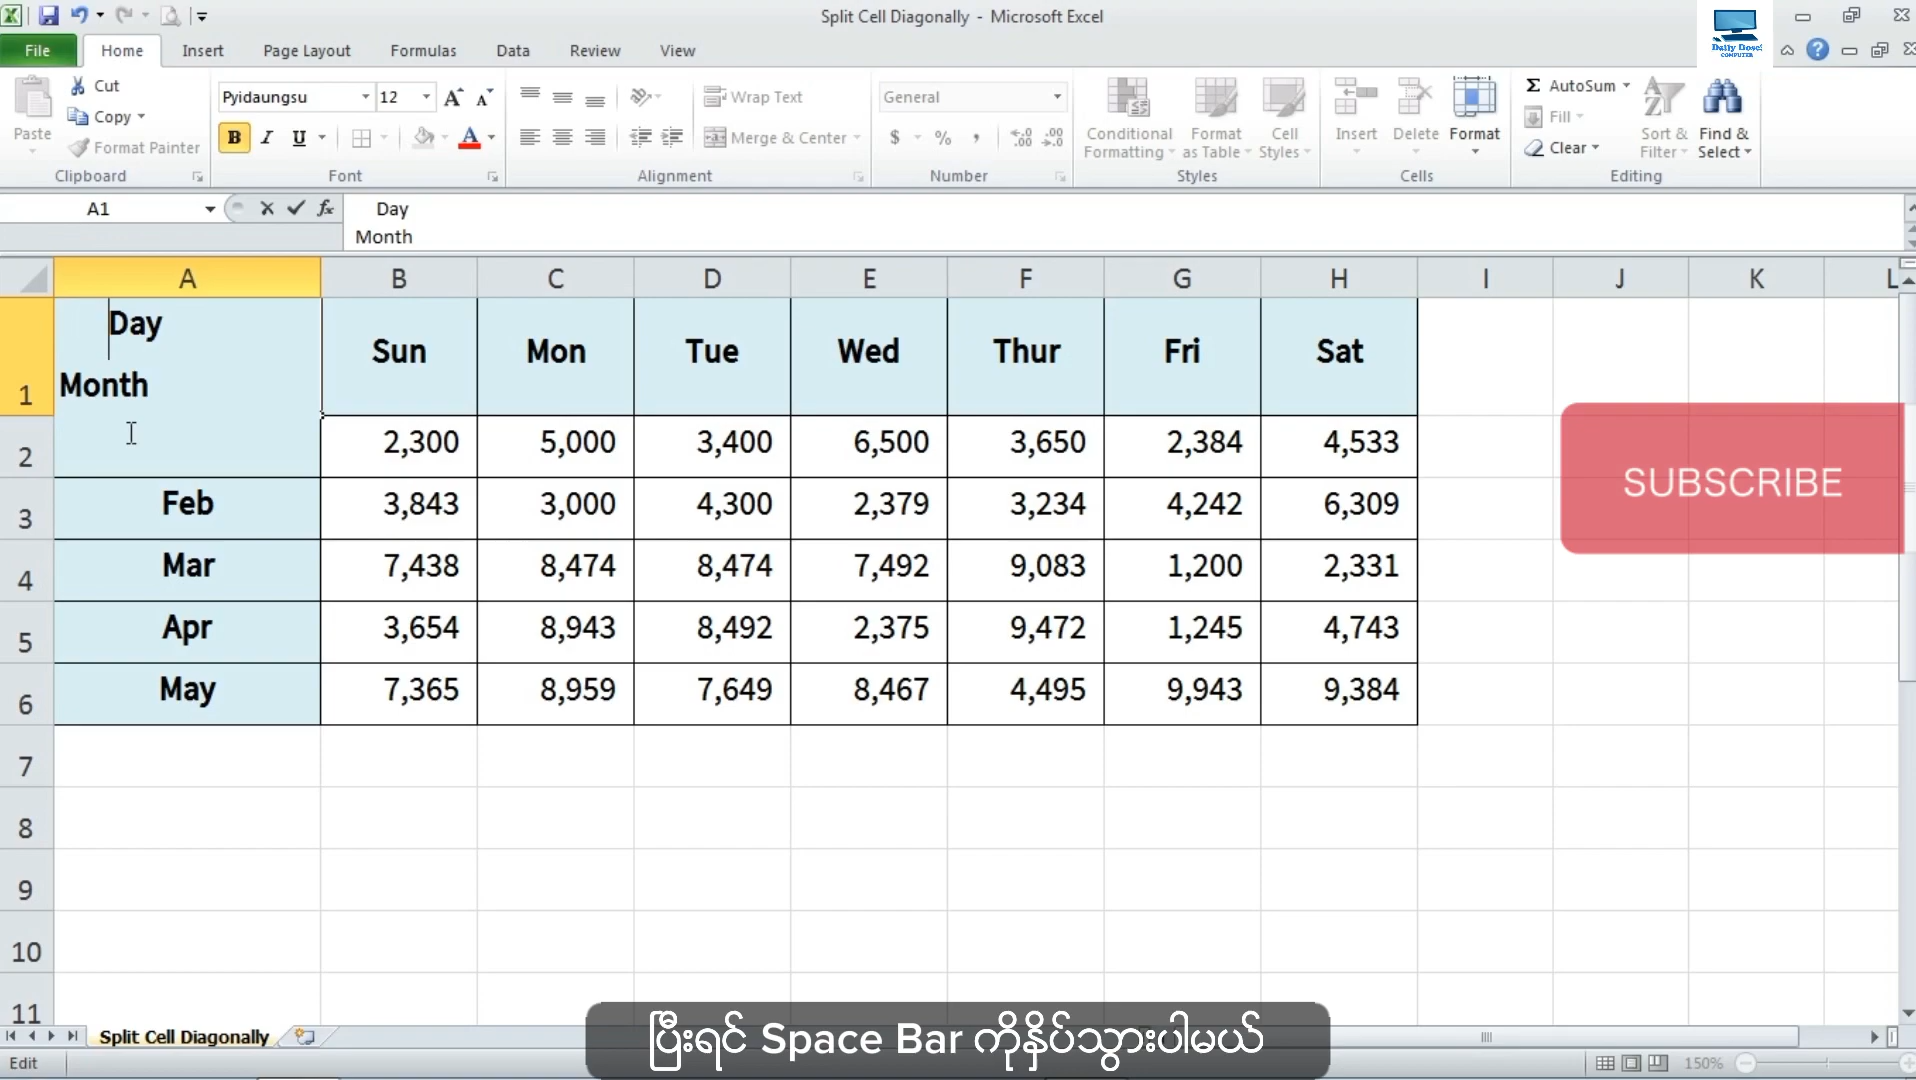 Split Cell Diagonally - Microsoft Excel
Daily Dose!
COMPUTER
File Home Insert Page Layout Formulas Data Review View
Paste
Cut
Copy
Format Painter
Clipboard
Pyidaungsu 12
B I U A
Font
Wrap Text
Merge & Center
Alignment
General
$ % ,
Number
Conditional Formatting
Format as Table
Cell Styles
Styles
Insert Delete Format
Cells
Σ AutoSum
Fill
Clear
Sort & Filter
Find & Select
Editing
A1 fx Day
Month
A B C D E F G H I J K L
1 Day
Month Sun Mon Tue Wed Thur Fri Sat
2 2,300 5,000 3,400 6,500 3,650 2,384 4,533
3 Feb 3,843 3,000 4,300 2,379 3,234 4,242 6,309
4 Mar 7,438 8,474 8,474 7,492 9,083 1,200 2,331
5 Apr 3,654 8,943 8,492 2,375 9,472 1,245 4,743
6 May 7,365 8,959 7,649 8,467 4,495 9,943 9,384
7
8
9
10
11
SUBSCRIBE
ပြီးရင် Space Bar ကိုနှိပ်သွားပါမယ်
Split Cell Diagonally
Edit 150%